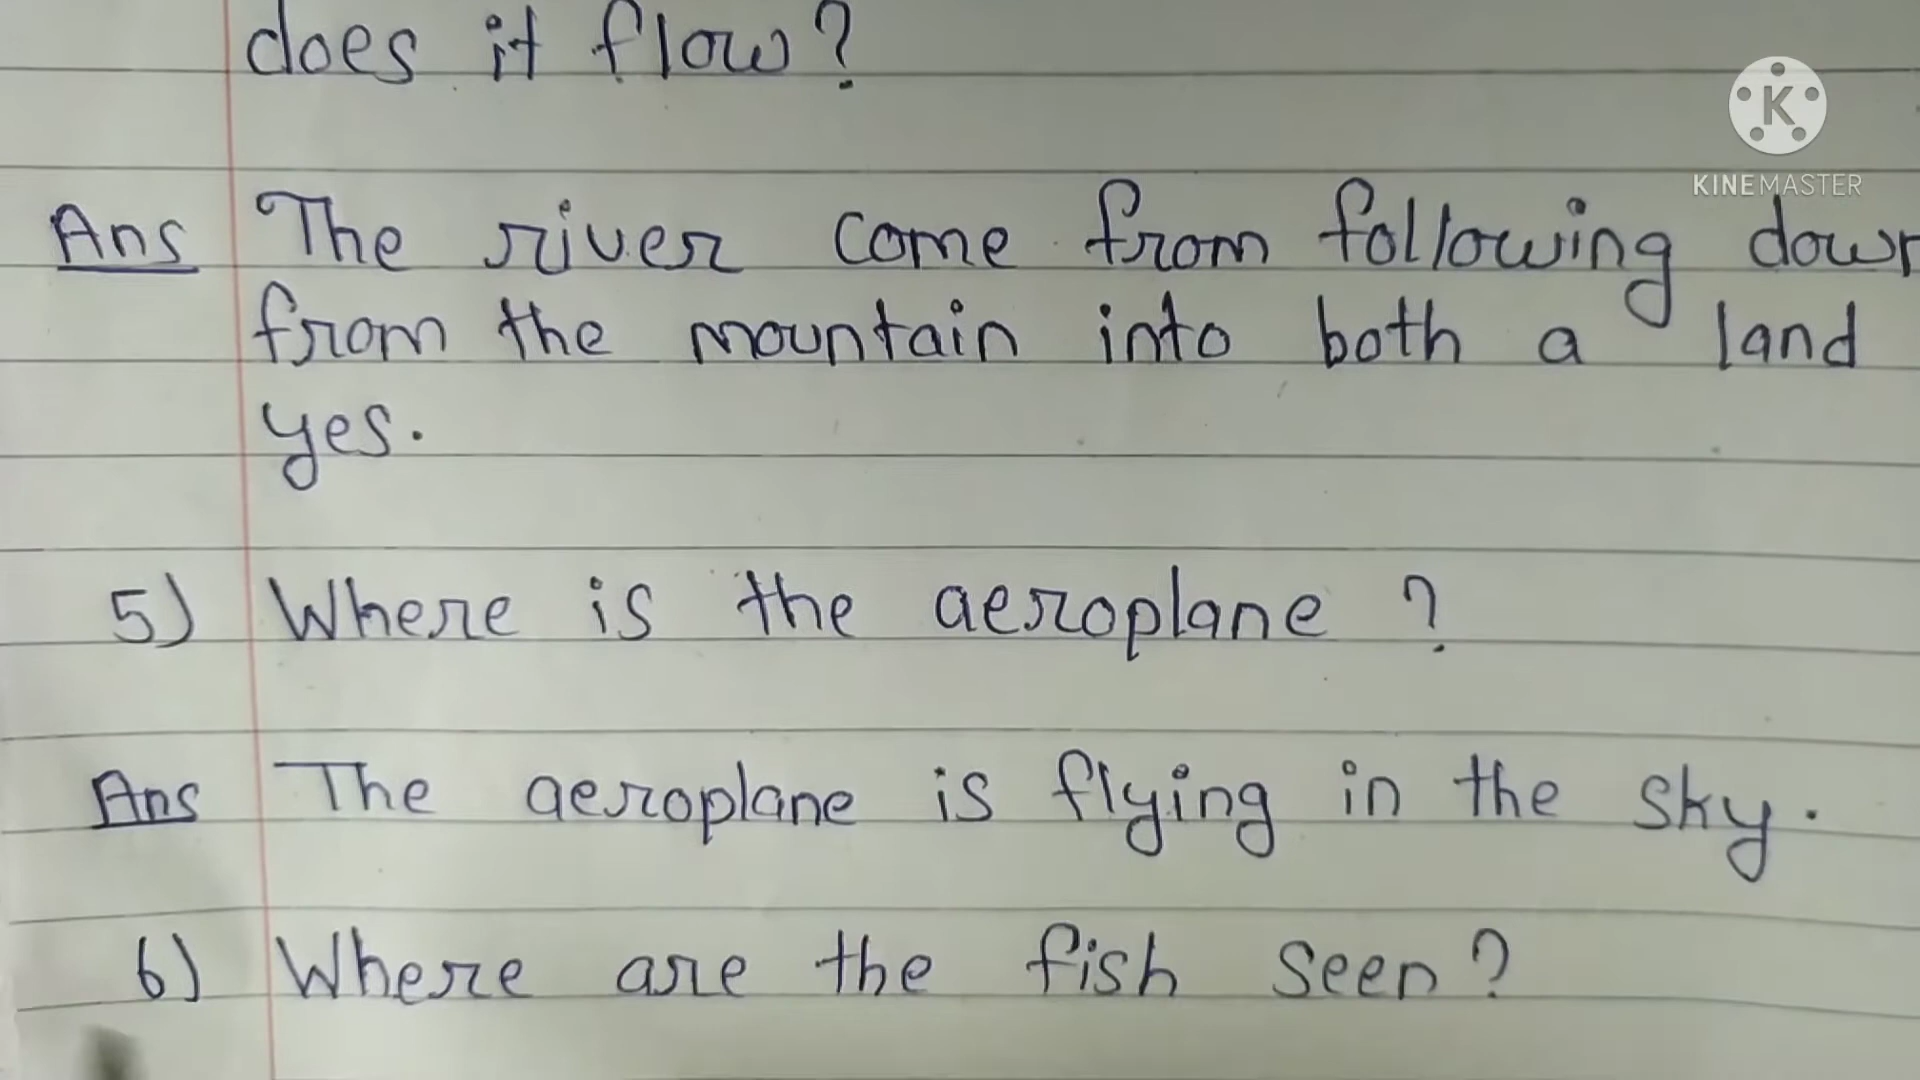 does it flow?
KINEMASTER
Ans The river come from following down
from the mountain into both a land
yes.
5) Where is the aeroplane ?
Ans The aeroplane is flying in the sky.
6) Where are the fish seen?